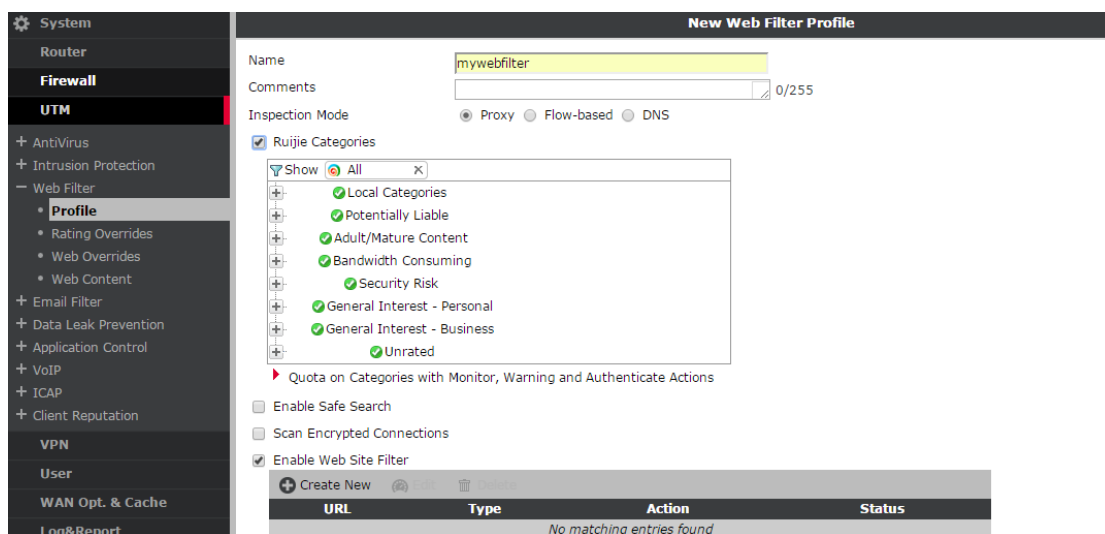 System
New Web Filter Profile
Router
Firewall
UTM
+ AntiVirus
+ Intrusion Protection
− Web Filter
• Profile
• Rating Overrides
• Web Overrides
• Web Content
+ Email Filter
+ Data Leak Prevention
+ Application Control
+ VoIP
+ ICAP
+ Client Reputation
VPN
User
WAN Opt. & Cache
Log&Report
Name mywebfilter
Comments 0/255
Inspection Mode Proxy Flow-based DNS
Ruijie Categories
Show All ×
Local Categories
Potentially Liable
Adult/Mature Content
Bandwidth Consuming
Security Risk
General Interest - Personal
General Interest - Business
Unrated
Quota on Categories with Monitor, Warning and Authenticate Actions
Enable Safe Search
Scan Encrypted Connections
Enable Web Site Filter
Create New Edit Delete
URL Type Action Status
No matching entries found